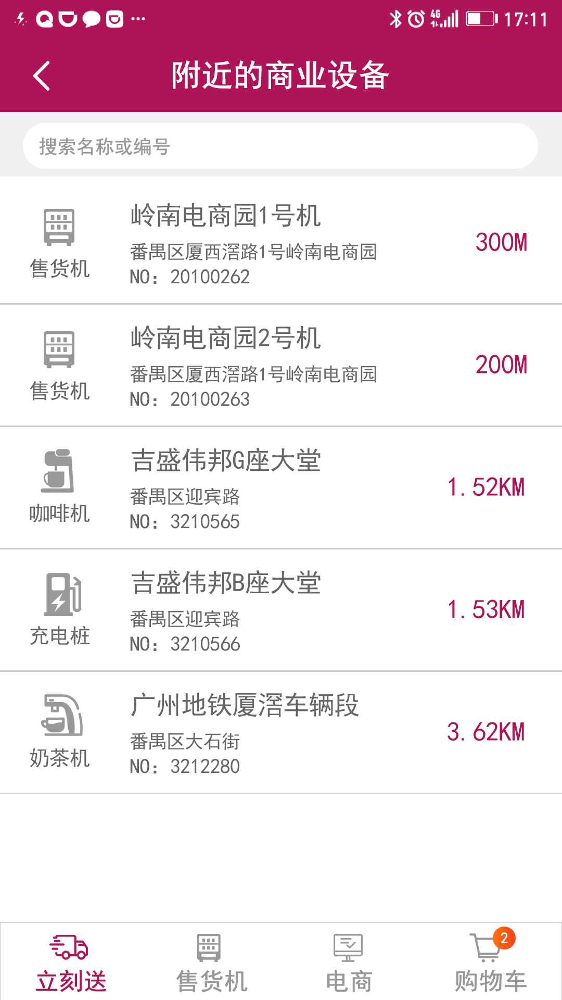 4G 17:11
附近的商业设备
搜索名称或编号
岭南电商园1号机
番禺区厦西滘路1号岭南电商园
NO：20100262
售货机
300M
岭南电商园2号机
番禺区厦西滘路1号岭南电商园
NO：20100263
售货机
200M
吉盛伟邦G座大堂
番禺区迎宾路
NO：3210565
咖啡机
1.52KM
吉盛伟邦B座大堂
番禺区迎宾路
NO：3210566
充电桩
1.53KM
广州地铁厦滘车辆段
番禺区大石街
NO：3212280
奶茶机
3.62KM
2
立刻送 售货机 电商 购物车